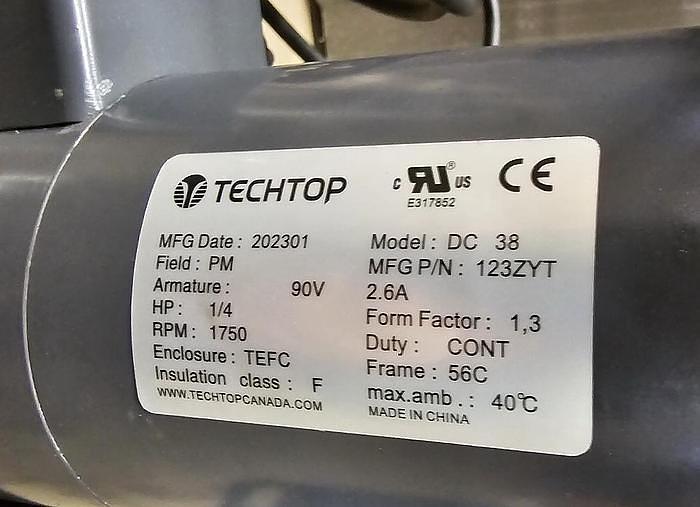 TECHTOP
c RU US
®
E317852
CE
MFG Date : 202301
Model : DC 38
Field : PM
MFG P/N : 123ZYT
Armature : 90V 2.6A
HP : 1/4
Form Factor : 1,3
RPM : 1750
Duty : CONT
Enclosure : TEFC
Frame : 56C
Insulation class : F
max.amb . : 40℃
WWW.TECHTOPCANADA.COM
MADE IN CHINA